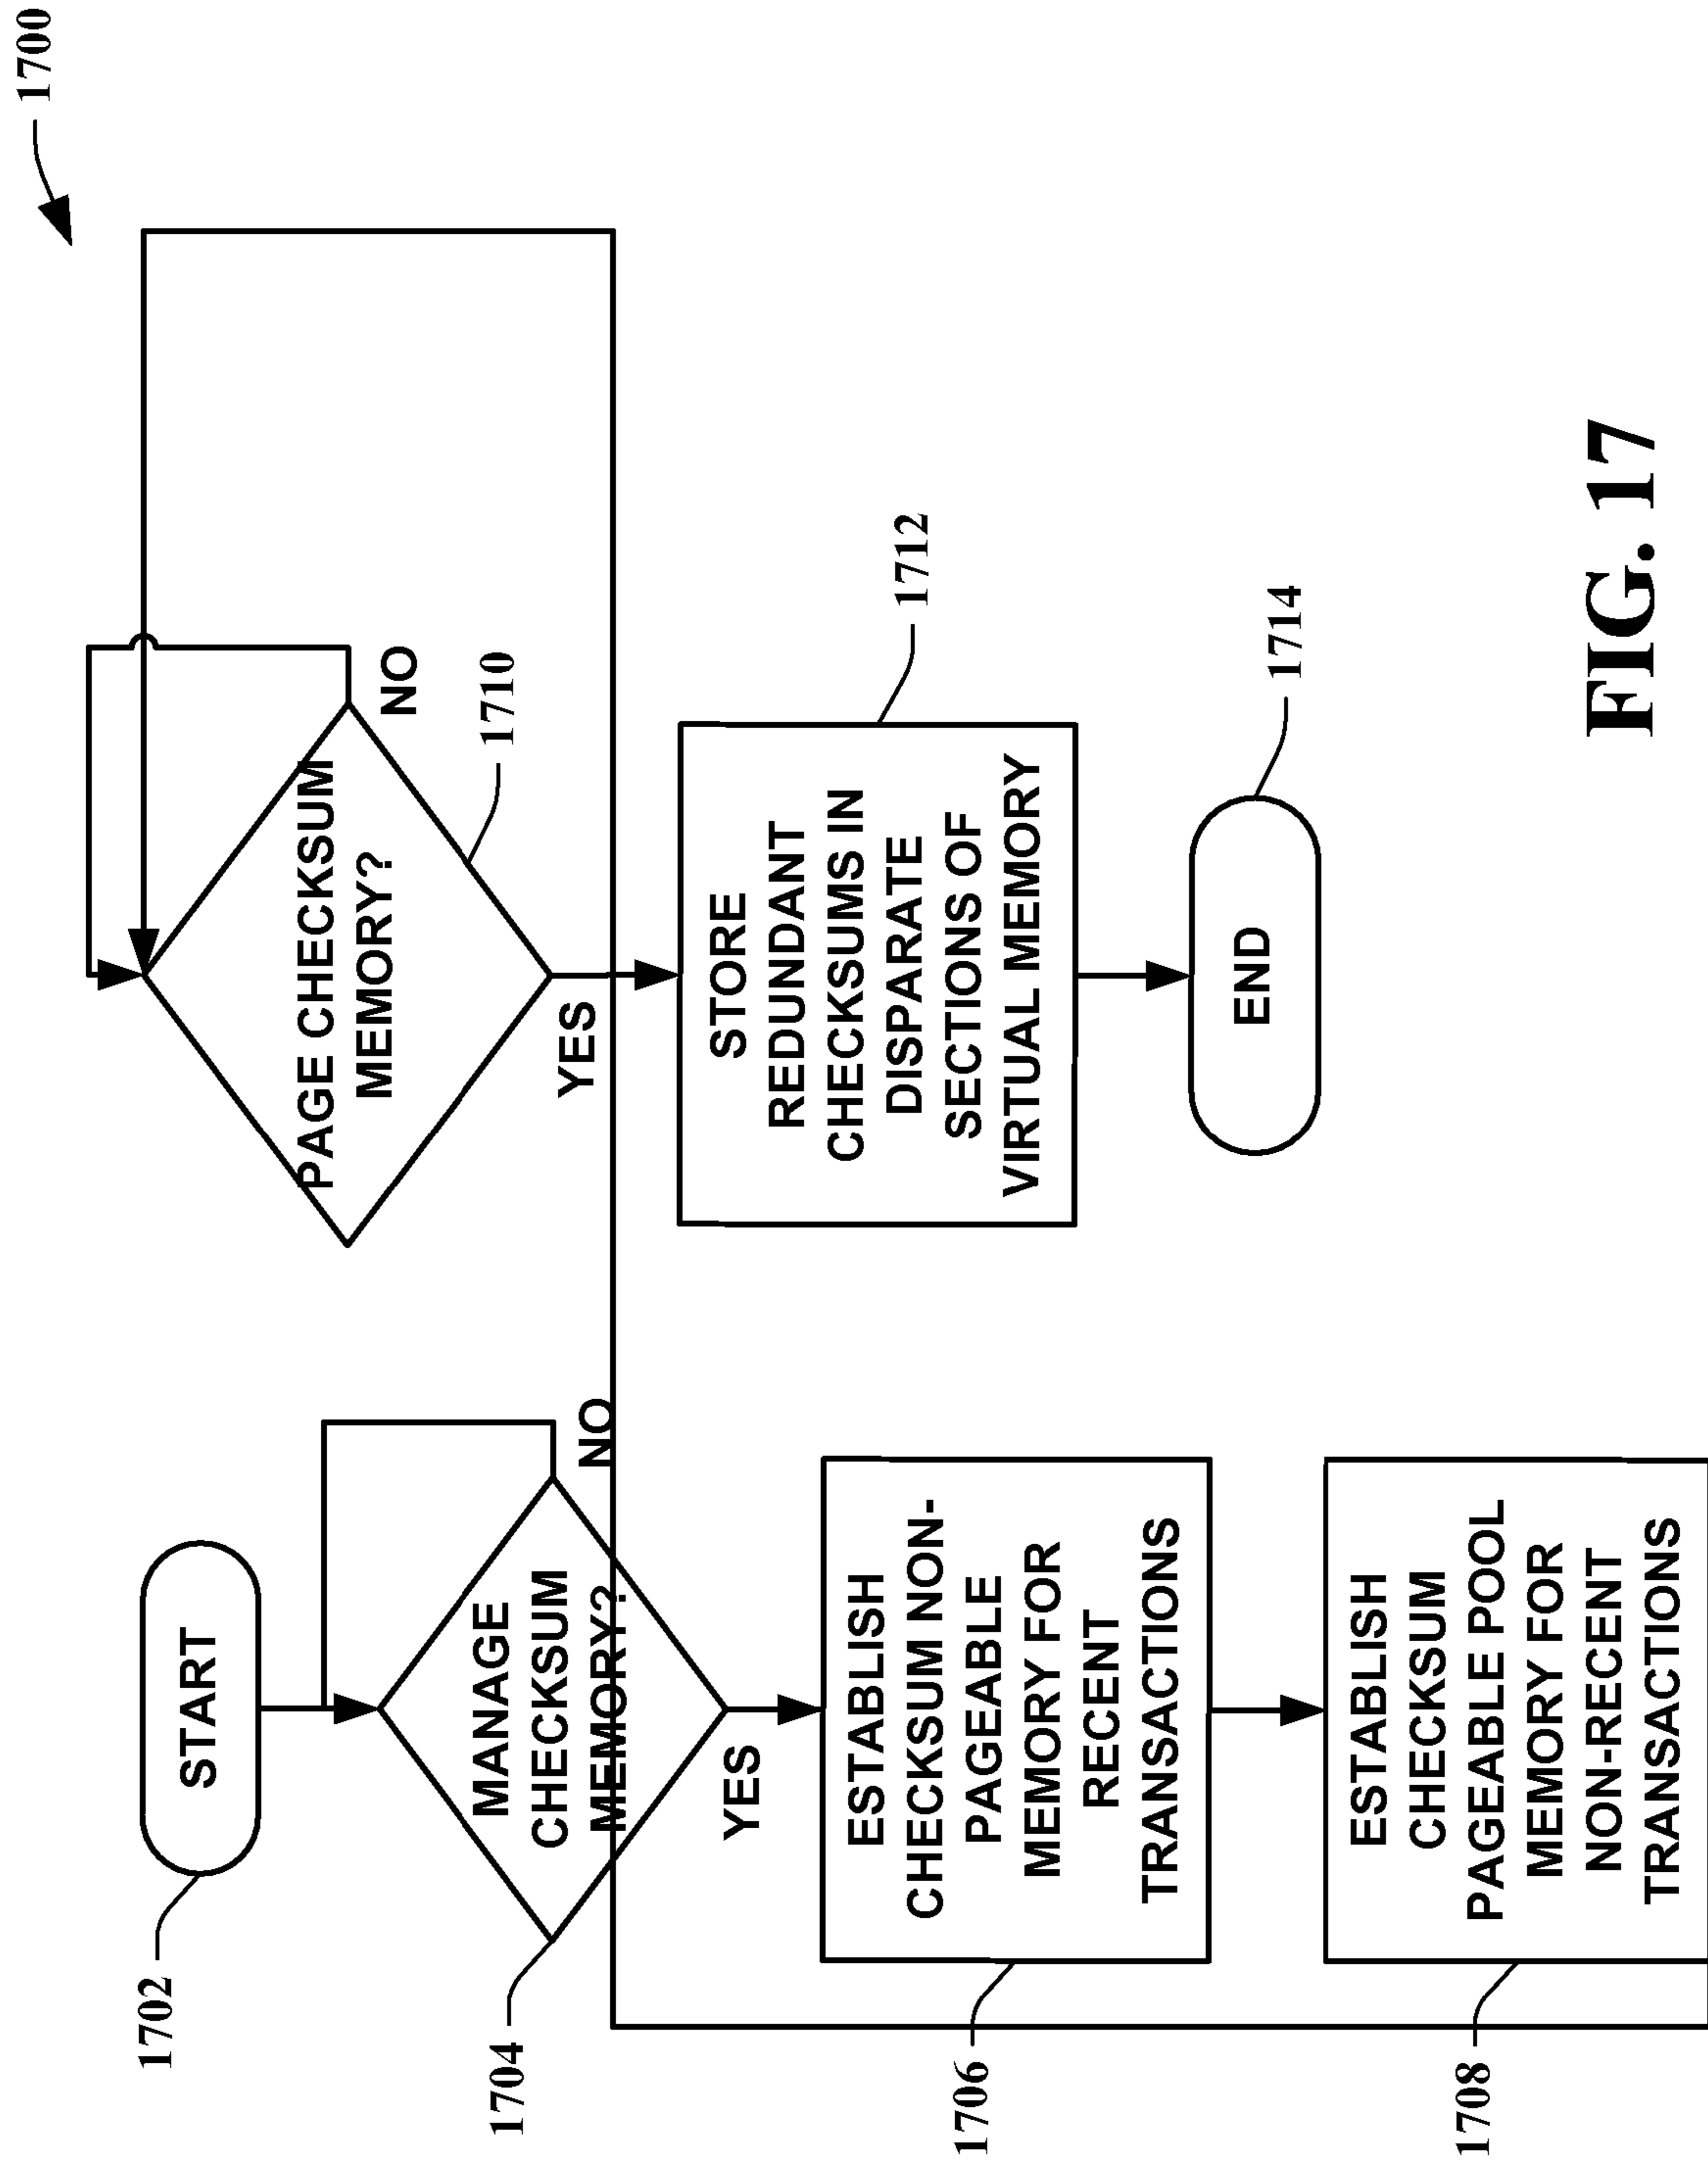 1700
1702
START
1704
MANAGE
CHECKSUM
MEMORY?
NO
YES
1706
ESTABLISH
CHECKSUM NON-
PAGEABLE
MEMORY FOR
RECENT
TRANSACTIONS
1708
ESTABLISH
CHECKSUM
PAGEABLE POOL
MEMORY FOR
NON-RECENT
TRANSACTIONS
PAGE CHECKSUM
MEMORY?
NO
1710
YES
STORE
REDUNDANT
CHECKSUMS IN
DISPARATE
SECTIONS OF
VIRTUAL MEMORY
1712
END
1714
FIG. 17